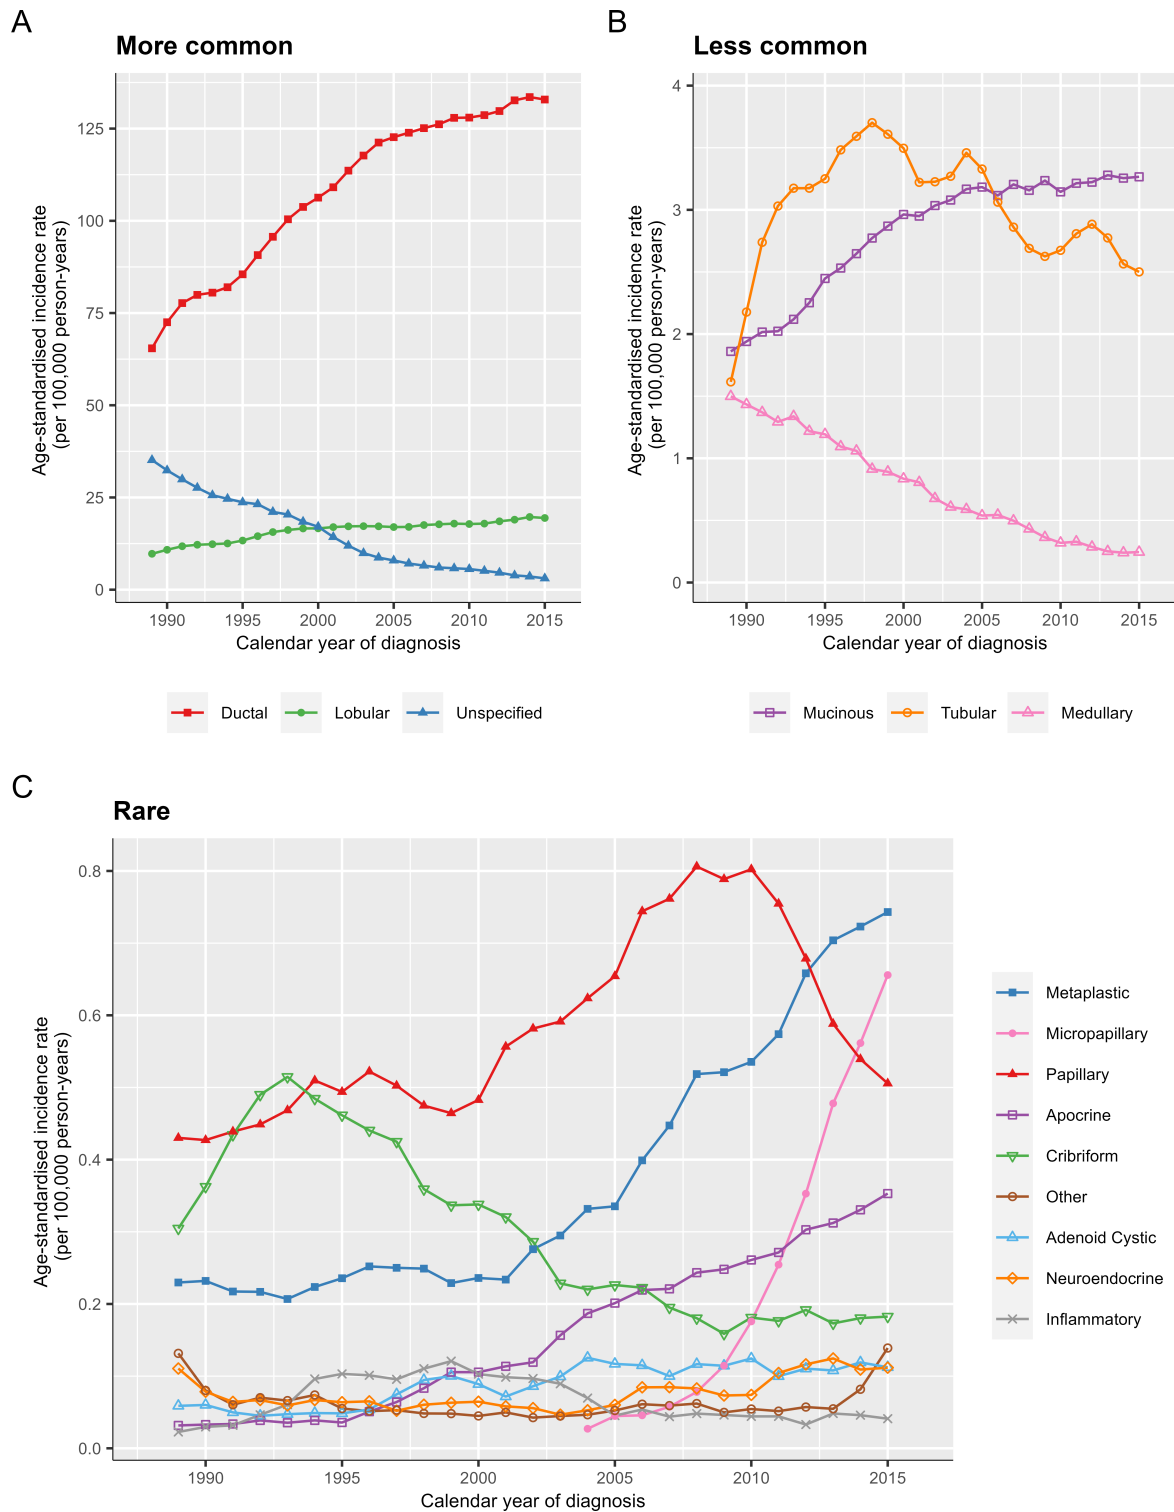 A
More common
Age-standardised incidence rate
(per 100,000 person-years)
125
100
75
50
25
0
1990 1995 2000 2005 2010 2015
Calendar year of diagnosis
Ductal Lobular Unspecified
B
Less common
Age-standardised incidence rate
(per 100,000 person-years)
4
3
2
1
0
1990 1995 2000 2005 2010 2015
Calendar year of diagnosis
Mucinous Tubular Medullary
C
Rare
Age-standardised incidence rate
(per 100,000 person-years)
0.8
0.6
0.4
0.2
0.0
1990 1995 2000 2005 2010 2015
Calendar year of diagnosis
Metaplastic
Micropapillary
Papillary
Apocrine
Cribriform
Other
Adenoid Cystic
Neuroendocrine
Inflammatory